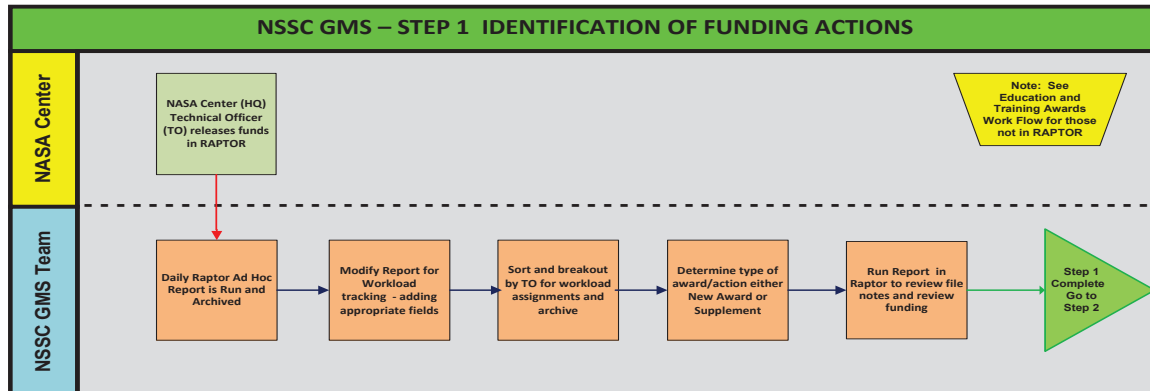 NSSC GMS – STEP 1 IDENTIFICATION OF FUNDING ACTIONS
NASA Center
NASA Center (HQ)
Technical Officer
(TO) releases funds
in RAPTOR
Note: See
Education and
Training Awards
Work Flow for those
not in RAPTOR
NSSC GMS Team
Daily Raptor Ad Hoc
Report is Run and
Archived
Modify Report for
Workload
tracking - adding
appropriate fields
Sort and breakout
by TO for workload
assignments and
archive
Determine type of
award/action either
New Award or
Supplement
Run Report in
Raptor to review file
notes and review
funding
Step 1
Complete
Go to
Step 2